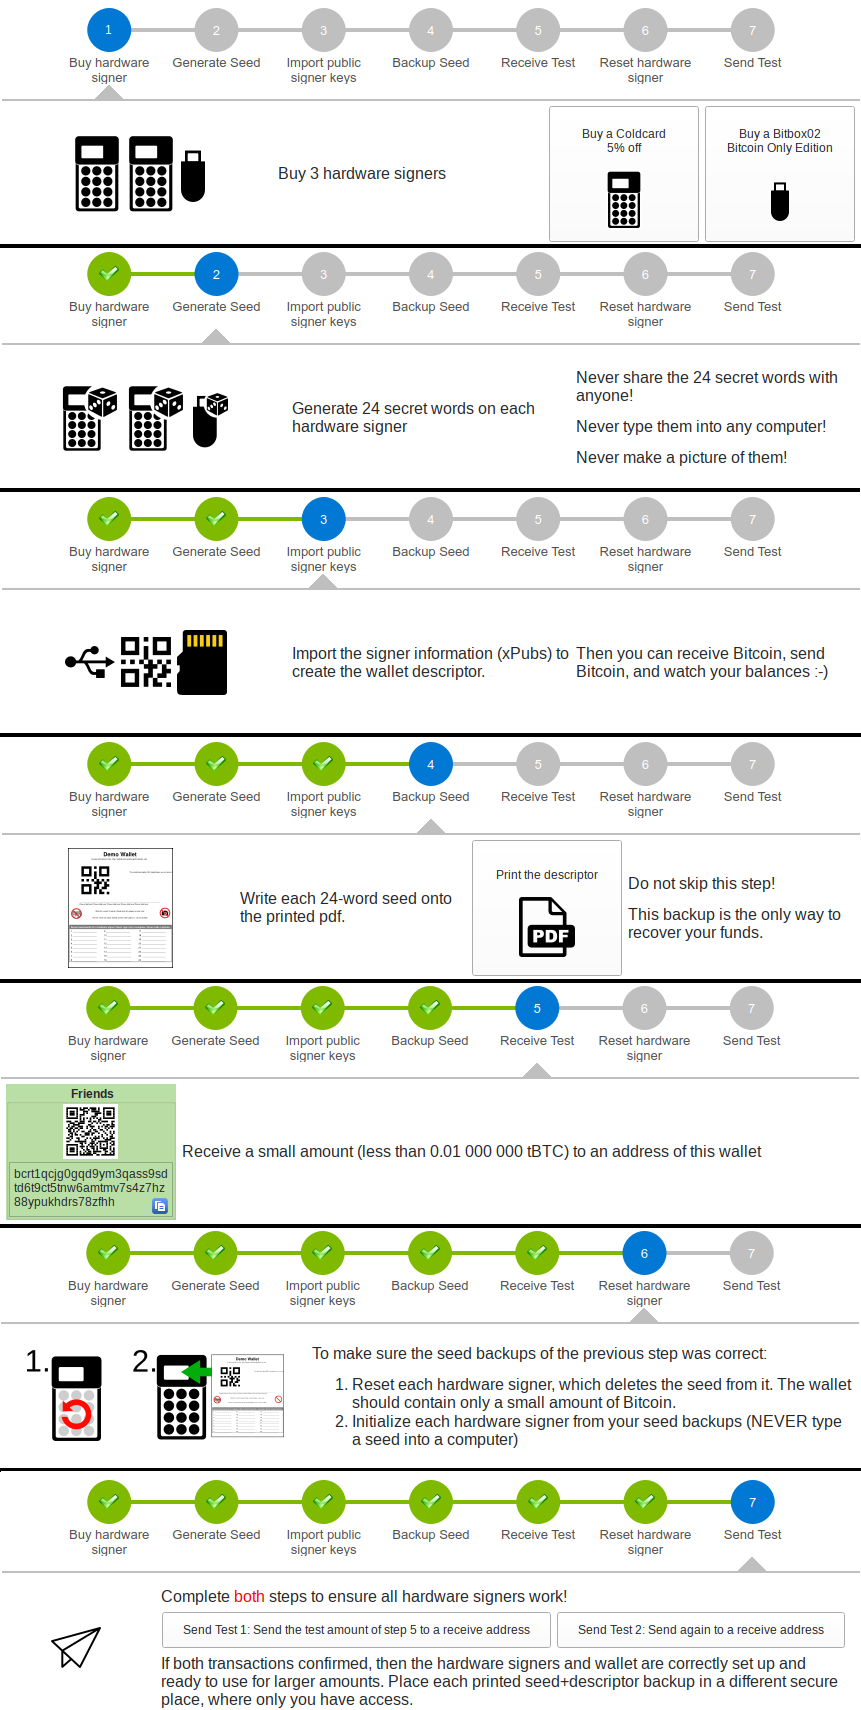 1 2 3 4 5 6 7
Buy hardware signer Generate Seed Import public signer keys Backup Seed Receive Test Reset hardware signer Send Test
Buy 3 hardware signers
Buy a Coldcard
5% off
Buy a Bitbox02
Bitcoin Only Edition
2 3 4 5 6 7
Buy hardware signer Generate Seed Import public signer keys Backup Seed Receive Test Reset hardware signer Send Test
Generate 24 secret words on each
hardware signer
Never share the 24 secret words with
anyone!
Never type them into any computer!
Never make a picture of them!
3 4 5 6 7
Buy hardware signer Generate Seed Import public signer keys Backup Seed Receive Test Reset hardware signer Send Test
Import the signer information (xPubs) to
create the wallet descriptor.
Then you can receive Bitcoin, send
Bitcoin, and watch your balances :-)
4 5 6 7
Buy hardware signer Generate Seed Import public signer keys Backup Seed Receive Test Reset hardware signer Send Test
Demo Wallet
Write each 24-word seed onto
the printed pdf.
Print the descriptor
PDF
Do not skip this step!
This backup is the only way to
recover your funds.
5 6 7
Buy hardware signer Generate Seed Import public signer keys Backup Seed Receive Test Reset hardware signer Send Test
Friends
bcrt1qcjg0gqd9ym3qass9sd
td6t9ct5tnw6amtmv7s4z7hz
88ypukhdrs78zfhh
Receive a small amount (less than 0.01 000 000 tBTC) to an address of this wallet
6 7
Buy hardware signer Generate Seed Import public signer keys Backup Seed Receive Test Reset hardware signer Send Test
1.
2.
Demo Wallet
To make sure the seed backups of the previous step was correct:
1. Reset each hardware signer, which deletes the seed from it. The wallet
should contain only a small amount of Bitcoin.
2. Initialize each hardware signer from your seed backups (NEVER type
a seed into a computer)
7
Buy hardware signer Generate Seed Import public signer keys Backup Seed Receive Test Reset hardware signer Send Test
Complete both steps to ensure all hardware signers work!
Send Test 1: Send the test amount of step 5 to a receive address
Send Test 2: Send again to a receive address
If both transactions confirmed, then the hardware signers and wallet are correctly set up and
ready to use for larger amounts. Place each printed seed+descriptor backup in a different secure
place, where only you have access.